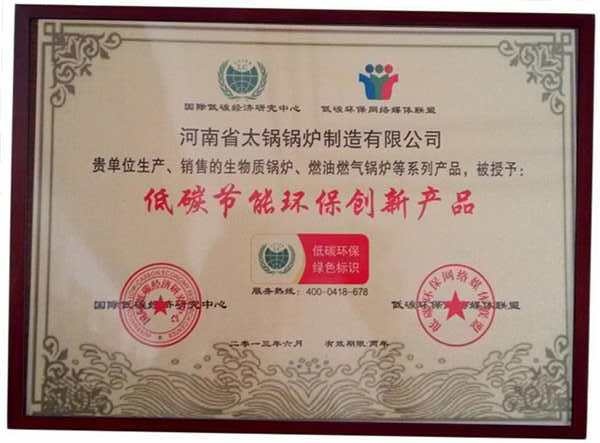 国际低碳经济研究中心 低碳环保网络媒体联盟
河南省太锅锅炉制造有限公司
贵单位生产、销售的生物质锅炉、燃油燃气锅炉等系列产品，被授予：
低碳节能环保创新产品
低碳环保
绿色标识
服务热线：400-0418-678
国际低碳经济研究中心 低碳环保网络媒体联盟
二〇一三年六月 有效期限:两年